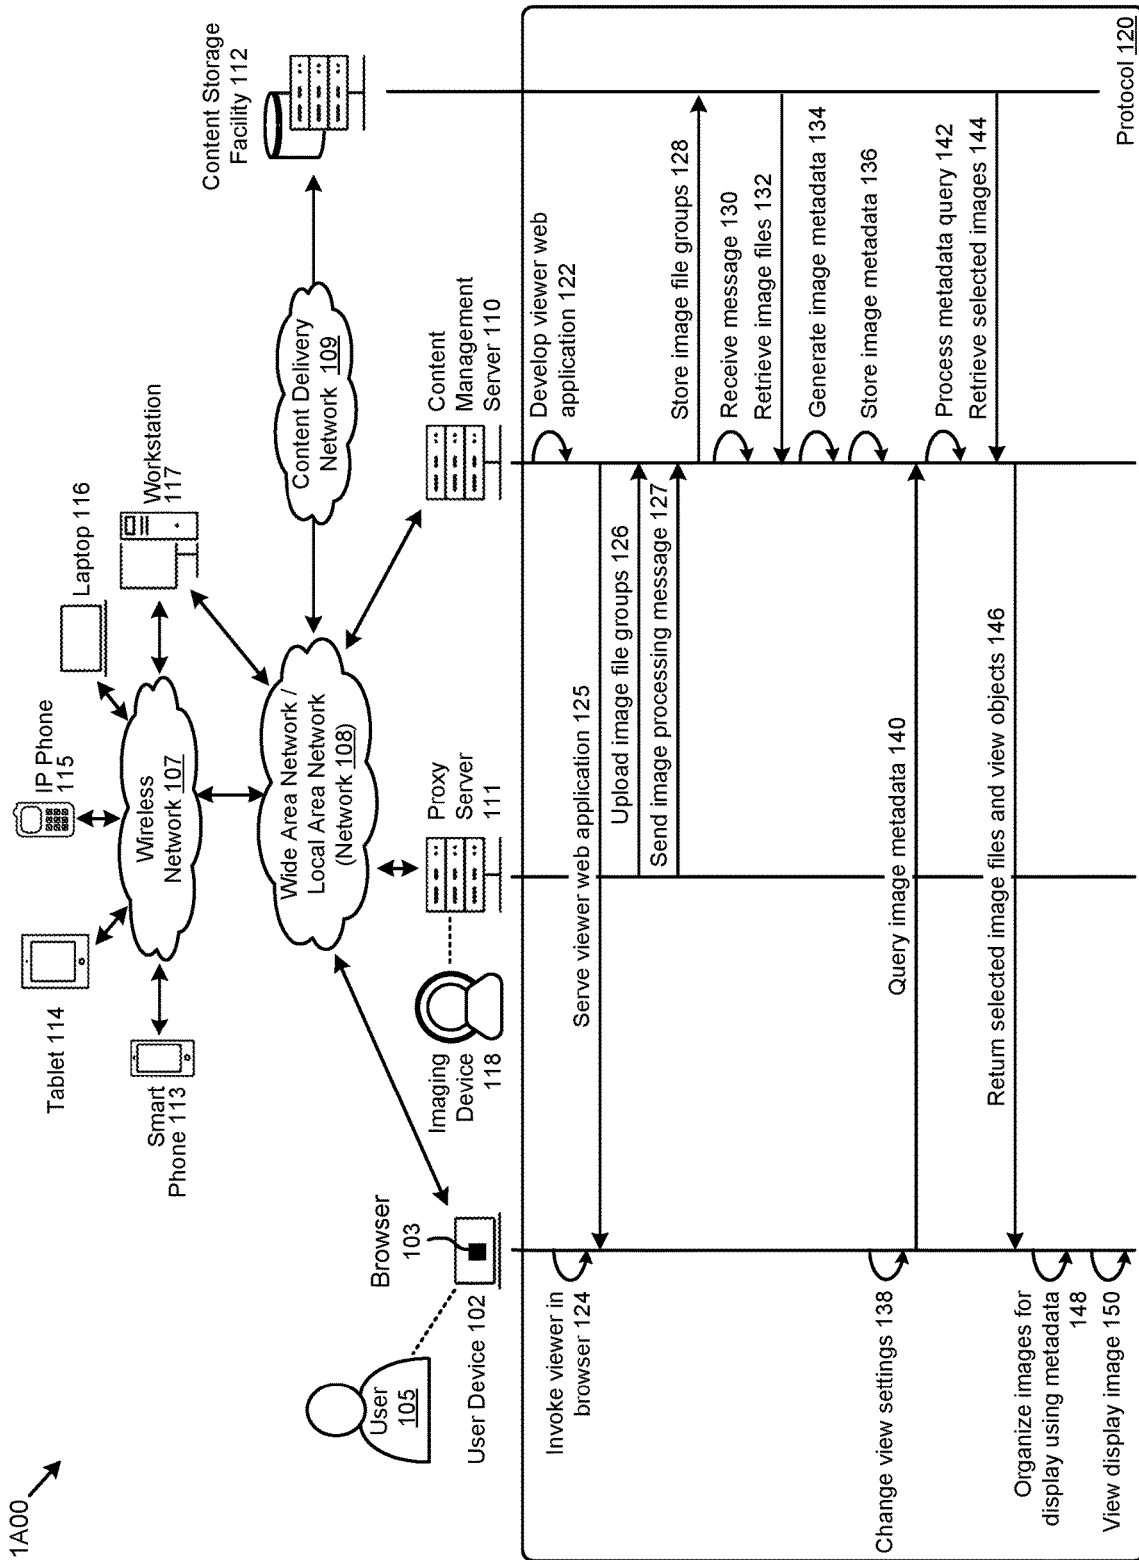 1A00
Tablet 114
IP Phone
115
Laptop 116
Workstation
117
Smart
Phone 113
Wireless
Network 107
Content Delivery
Network 109
Content Storage
Facility 112
Wide Area Network /
Local Area Network
(Network 108)
User
105
Browser
103
User Device 102
Imaging
Device
118
Proxy
Server
111
Content
Management
Server 110
Develop viewer web
application 122
Invoke viewer in
browser 124
Serve viewer web application 125
Upload image file groups 126
Send image processing message 127
Store image file groups 128
Receive message 130
Retrieve image files 132
Generate image metadata 134
Store image metadata 136
Change view settings 138
Query image metadata 140
Process metadata query 142
Retrieve selected images 144
Return selected image files and view objects 146
Organize images for
display using metadata
148
View display image 150
Protocol 120